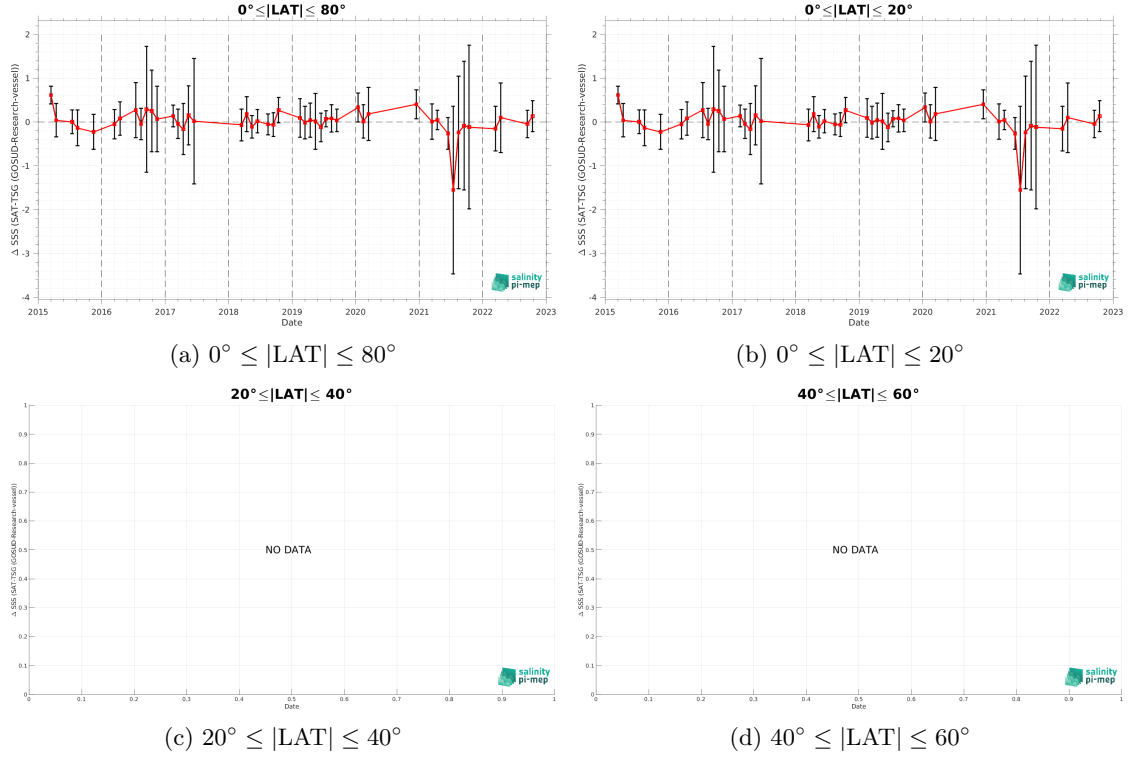 0°≤|LAT|≤ 80°
Δ SSS (SAT-TSG (GOSUD-Research-vessel))
2
1
0
-1
-2
-3
-4
2015 2016 2017 2018 2019 2020 2021 2022 2023
Date
salinity
pi-mep
(a) 0° ≤ |LAT| ≤ 80°
0°≤|LAT|≤ 20°
Δ SSS (SAT-TSG (GOSUD-Research-vessel))
2
1
0
-1
-2
-3
-4
2015 2016 2017 2018 2019 2020 2021 2022 2023
Date
salinity
pi-mep
(b) 0° ≤ |LAT| ≤ 20°
20°≤|LAT|≤ 40°
Δ SSS (SAT-TSG (GOSUD-Research-vessel))
1
0.9
0.8
0.7
0.6
0.5
0.4
0.3
0.2
0.1
0
NO DATA
0 0.1 0.2 0.3 0.4 0.5 0.6 0.7 0.8 0.9 1
Date
salinity
pi-mep
(c) 20° ≤ |LAT| ≤ 40°
40°≤|LAT|≤ 60°
Δ SSS (SAT-TSG (GOSUD-Research-vessel))
1
0.9
0.8
0.7
0.6
0.5
0.4
0.3
0.2
0.1
0
NO DATA
0 0.1 0.2 0.3 0.4 0.5 0.6 0.7 0.8 0.9 1
Date
salinity
pi-mep
(d) 40° ≤ |LAT| ≤ 60°